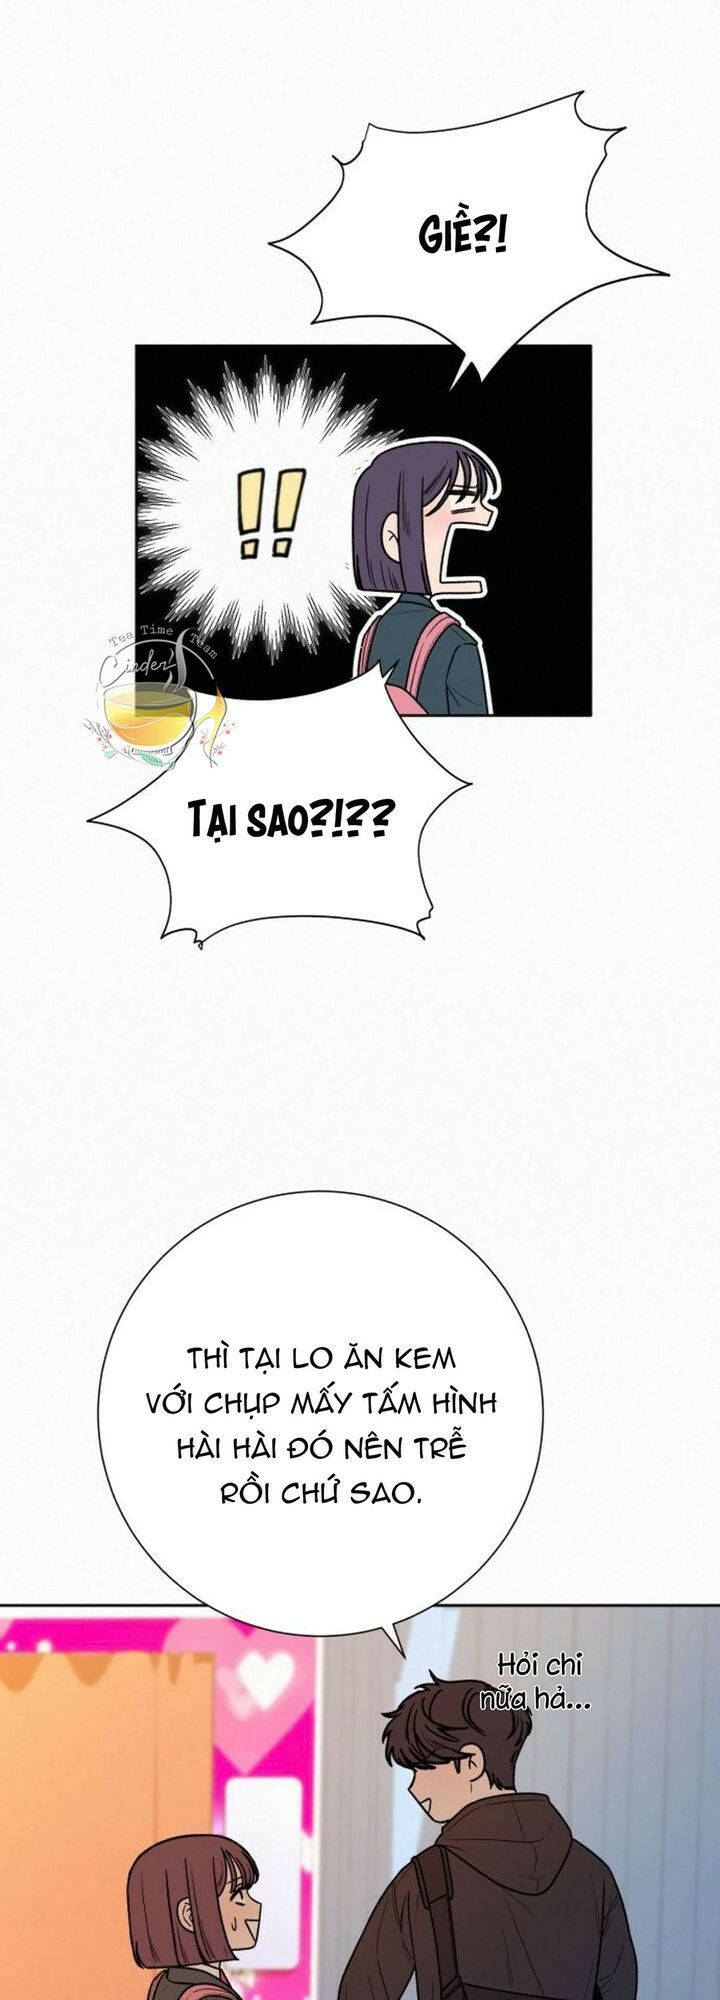 GIỀ?!
Tea Time Team
Cinder
TẠI SAO?!??
THÌ TẠI LO ĂN KEM
VỚI CHỤP MẤY TẤM HÌNH
HÀI HÀI ĐÓ NÊN TRỄ
RỒI CHỨ SAO.
Hỏi chi
nữa hả...